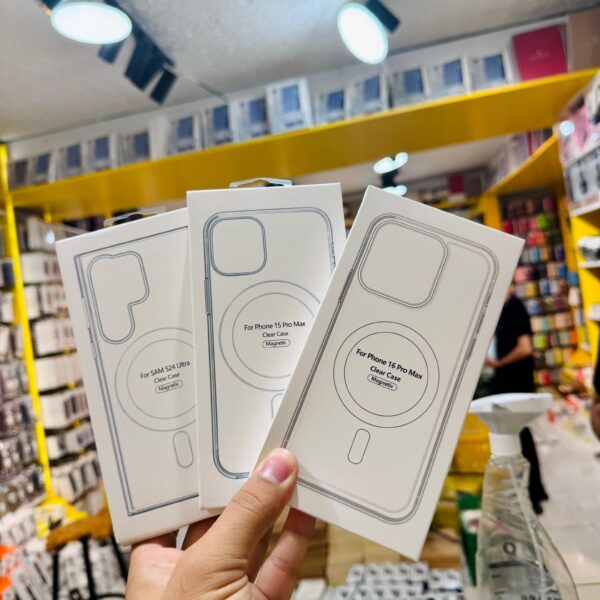 For SAM S24 Ultra
Clear Case
Magnetic
For Phone 15 Pro Max
Clear Case
Magnetic
For Phone 16 Pro Max
Clear Case
Magnetic